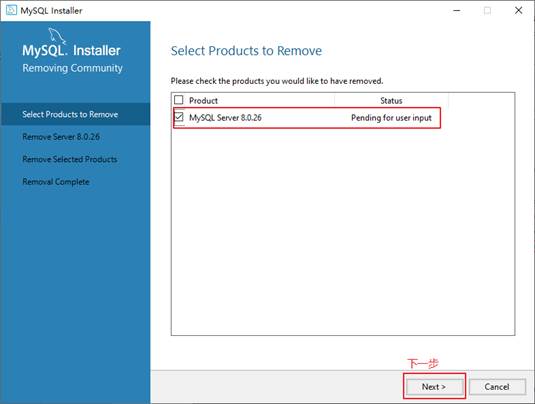 MySQL Installer
MySQL. Installer
Removing Community
Select Products to Remove
Remove Server 8.0.26
Remove Selected Products
Removal Complete
Select Products to Remove
Please check the products you would like to have removed.
Product Status
MySQL Server 8.0.26 Pending for user input
下一步
Next > Cancel